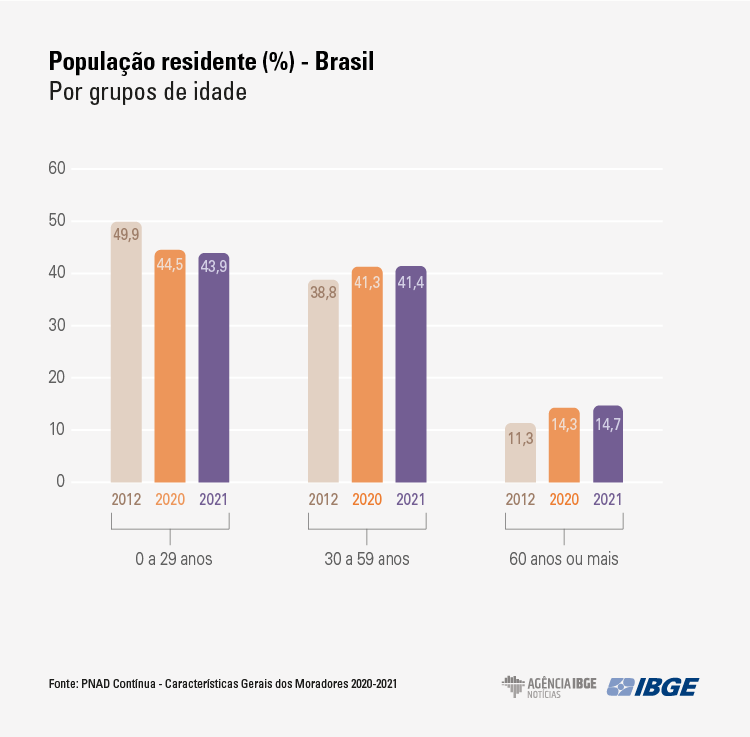 População residente (%) - Brasil
Por grupos de idade
60
50
40
30
20
10
0
49,9
44,5
43,9
38,8
41,3
41,4
11,3
14,3
14,7
2012 2020 2021 2012 2020 2021 2012 2020 2021
0 a 29 anos 30 a 59 anos 60 anos ou mais
Fonte: PNAD Contínua - Características Gerais dos Moradores 2020-2021
AGÊNCIA IBGE
NOTÍCIAS
IBGE